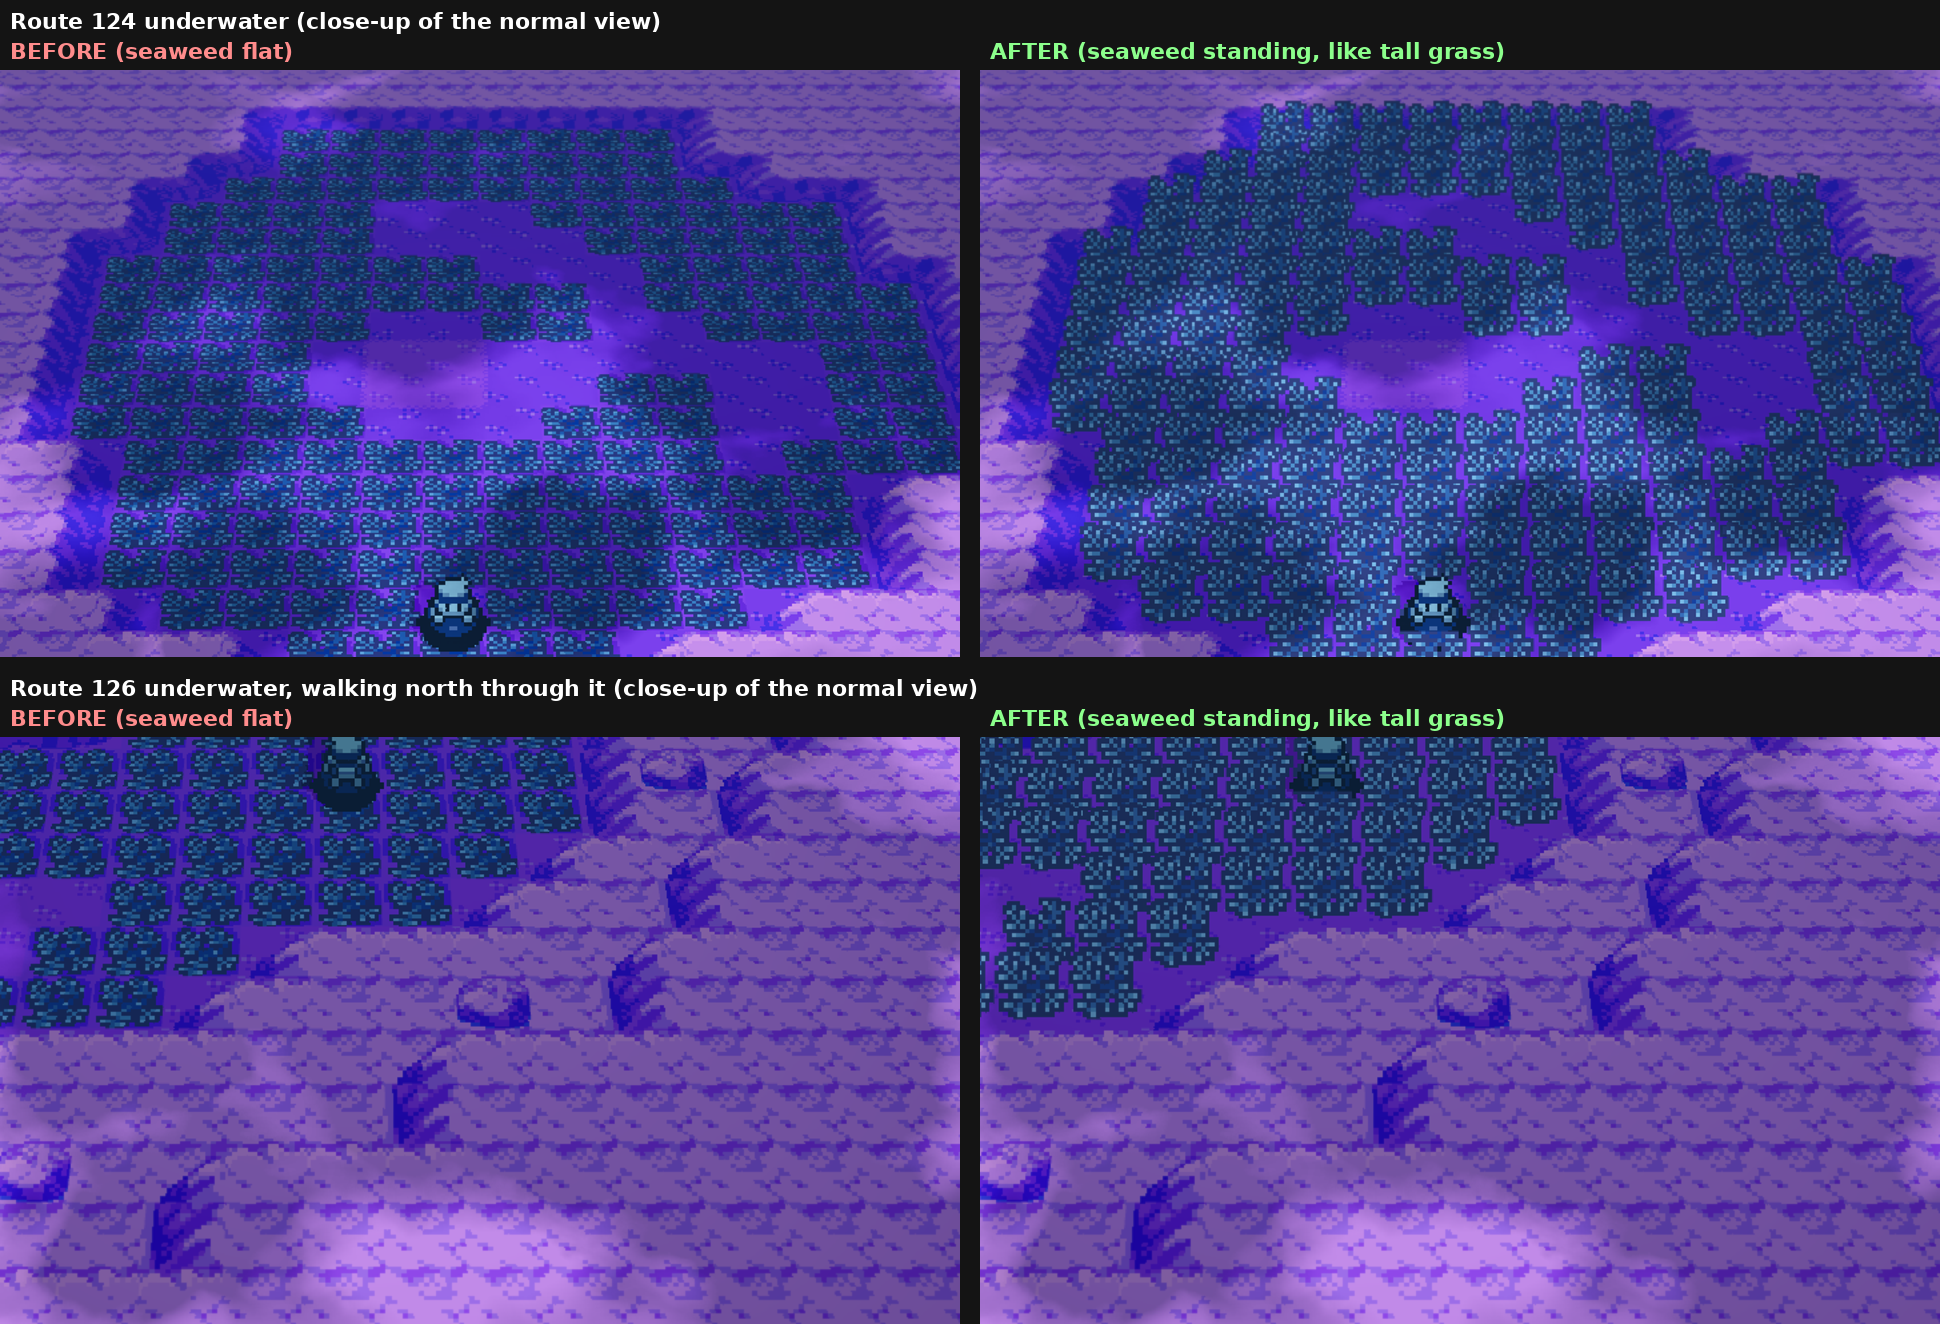 Route 124 underwater (close-up of the normal view)
BEFORE (seaweed flat)
AFTER (seaweed standing, like tall grass)
Route 126 underwater, walking north through it (close-up of the normal view)
BEFORE (seaweed flat)
AFTER (seaweed standing, like tall grass)